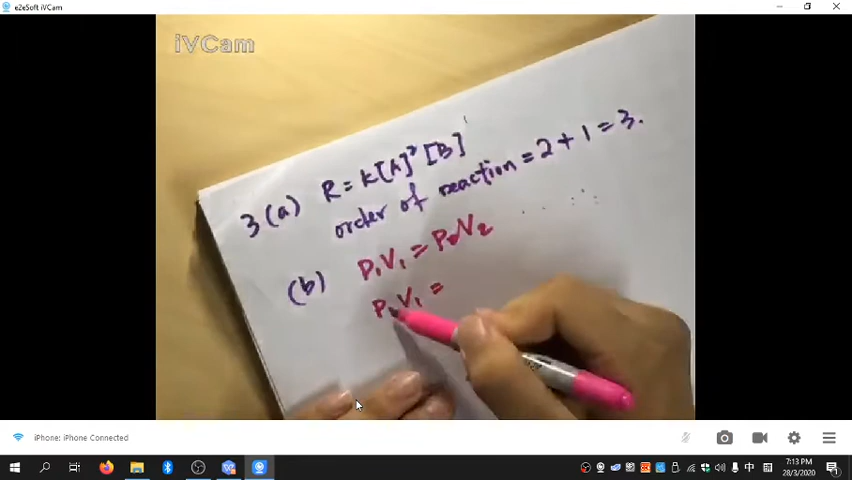 e2eSoft iVCam
iVCam
3(a) R = K[A]² [B]'
order of reaction = 2 + 1 = 3.
(b) P₁V₁ = P₂V₂
P₁V₁ =
iPhone: iPhone Connected
中
7:13 PM
28/3/2020